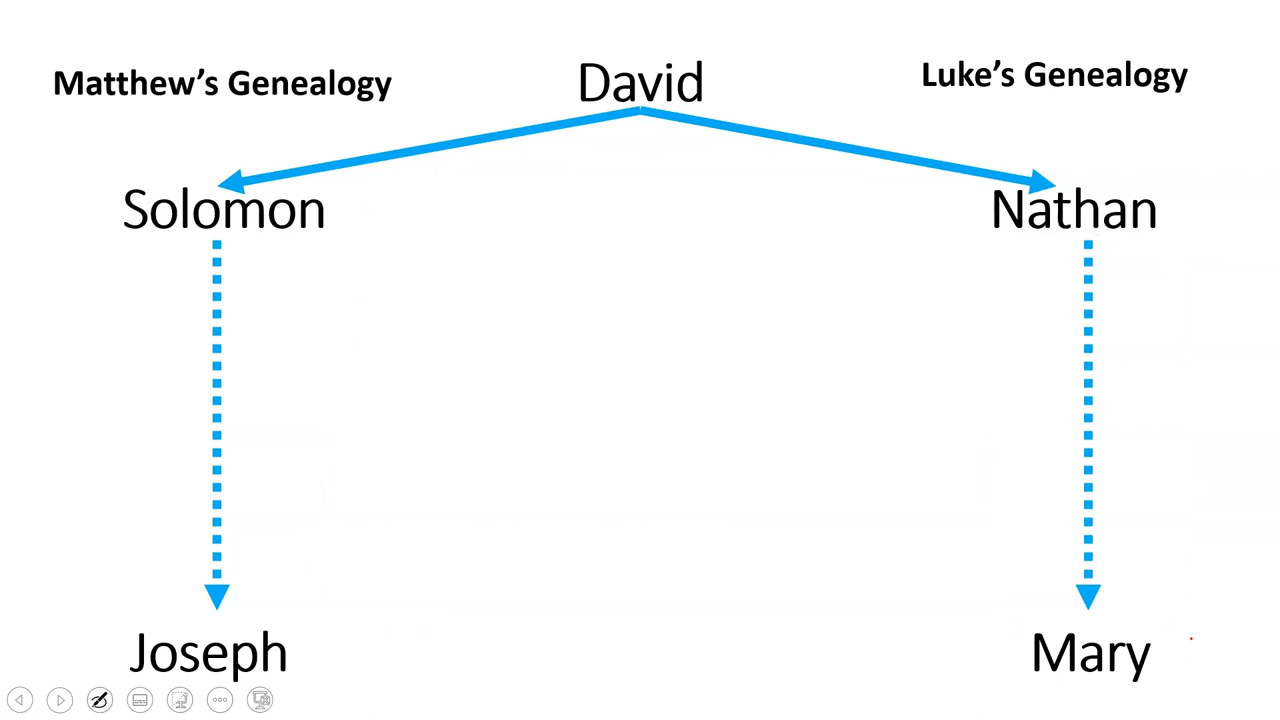 Matthew’s Genealogy
David
Luke’s Genealogy
Solomon
Nathan
Joseph
Mary